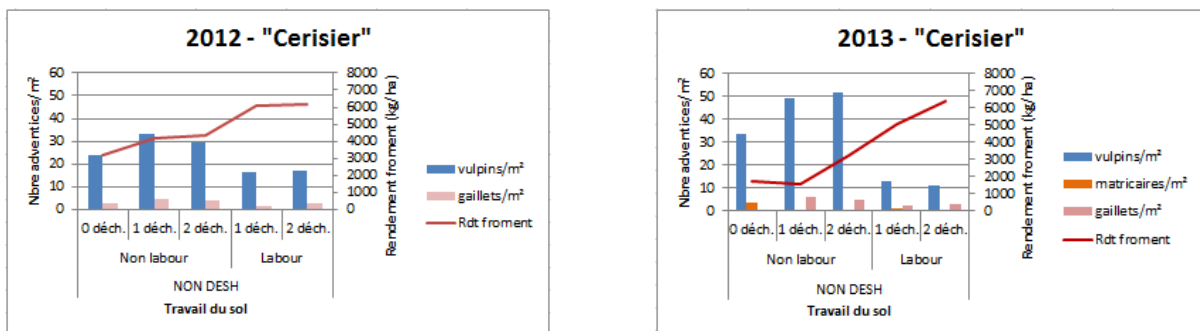 2012 - "Cerisier"
Nbre adventices/ m²
60
50
40
30
20
10
0
8000
7000
6000
5000
4000
3000
2000
1000
0
Rendement froment (kg/ha)
0 déch. 1 déch. 2 déch. 1 déch. 2 déch.
Non labour Labour
NON DESH
Travail du sol
vulpins/m²
gaillets/m²
Rdt froment
2013 - "Cerisier"
Nbre adventices/ m²
60
50
40
30
20
10
0
8000
7000
6000
5000
4000
3000
2000
1000
0
Rendement froment (kg/ha)
0 déch. 1 déch. 2 déch. 1 déch. 2 déch.
Non labour Labour
NON DESH
Travail du sol
vulpins/m²
matricaires/m²
gaillets/m²
Rdt froment